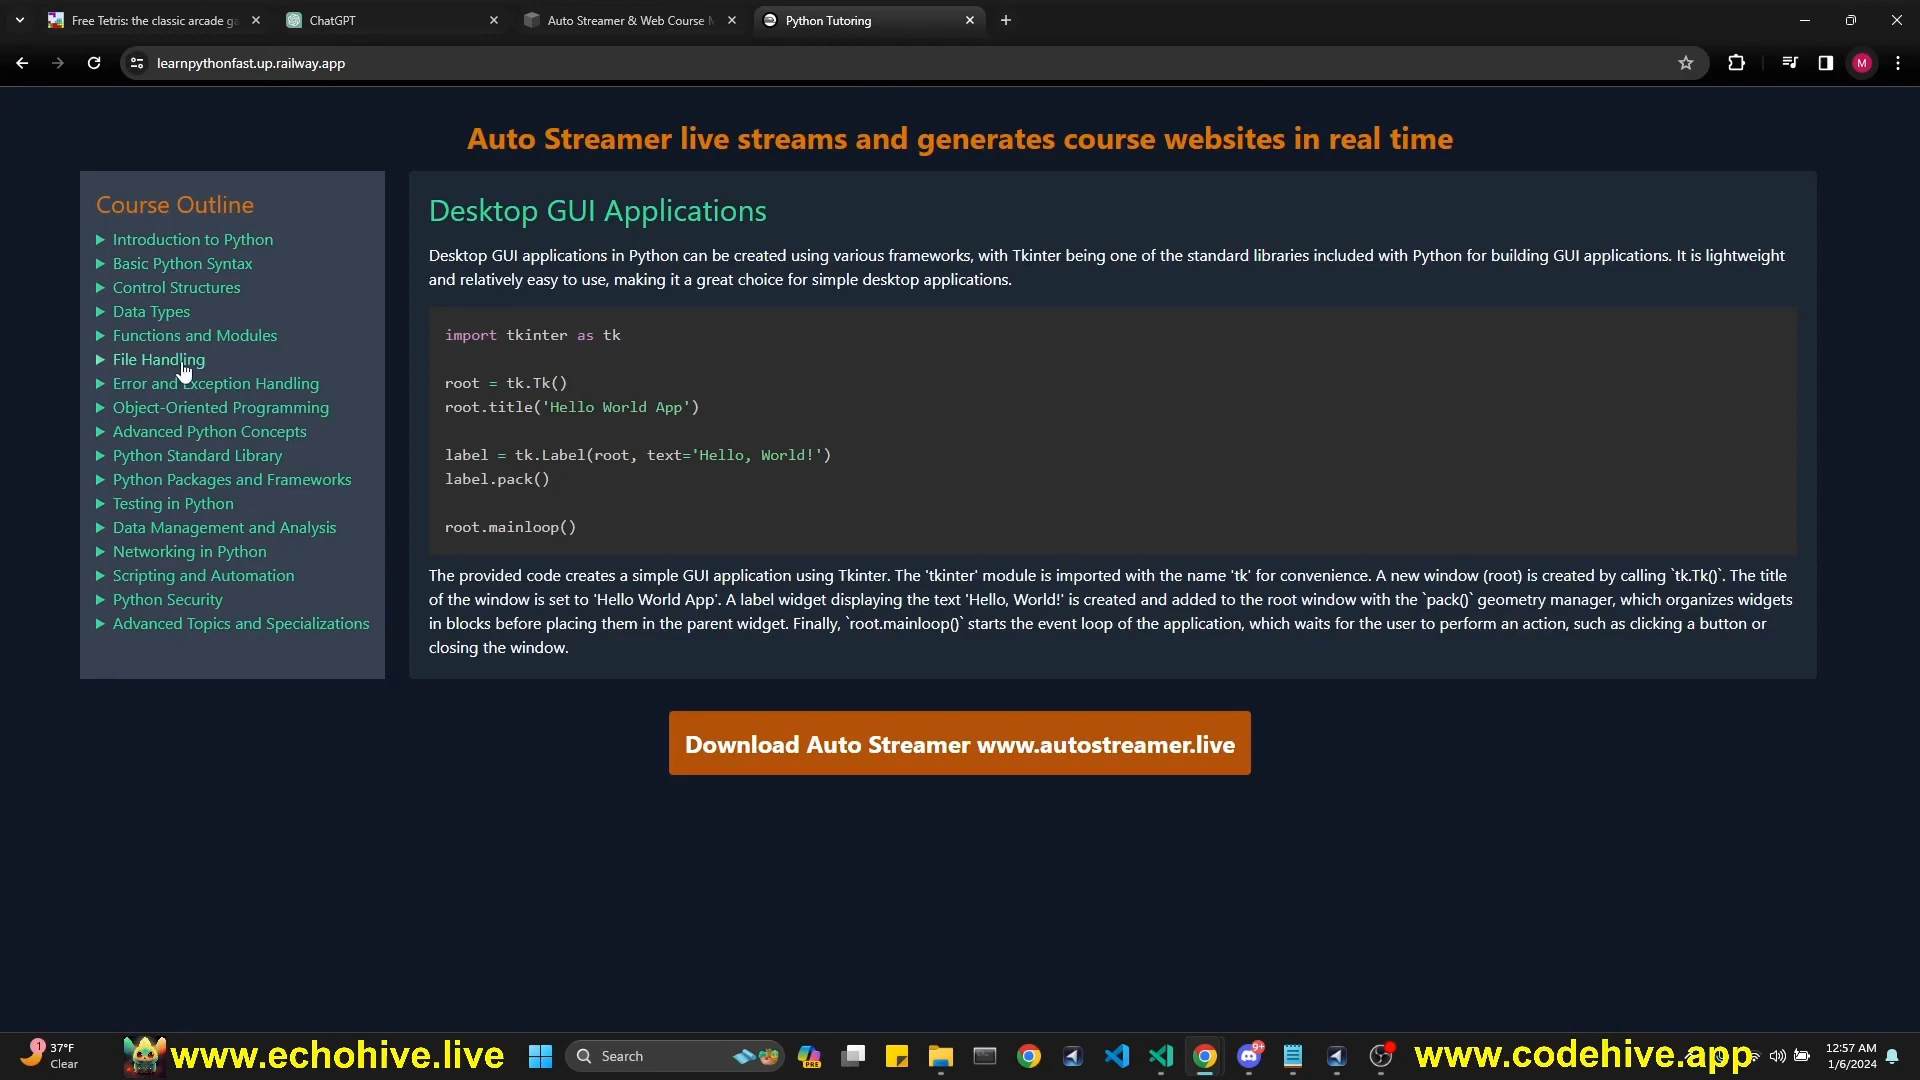 Free Tetris: the classic arcade ga
ChatGPT
Auto Streamer & Web Course M
Python Tutoring
learnpythonfast.up.railway.app
M
Auto Streamer live streams and generates course websites in real time
Course Outline
Introduction to Python
Basic Python Syntax
Control Structures
Data Types
Functions and Modules
File Handling
Error and Exception Handling
Object-Oriented Programming
Advanced Python Concepts
Python Standard Library
Python Packages and Frameworks
Testing in Python
Data Management and Analysis
Networking in Python
Scripting and Automation
Python Security
Advanced Topics and Specializations
Desktop GUI Applications
Desktop GUI applications in Python can be created using various frameworks, with Tkinter being one of the standard libraries included with Python for building GUI applications. It is lightweight
and relatively easy to use, making it a great choice for simple desktop applications.
import tkinter as tk
root = tk.Tk()
root.title('Hello World App')
label = tk.Label(root, text='Hello, World!')
label.pack()
root.mainloop()
The provided code creates a simple GUI application using Tkinter. The 'tkinter' module is imported with the name 'tk' for convenience. A new window (root) is created by calling `tk.Tk()`. The title
of the window is set to 'Hello World App'. A label widget displaying the text 'Hello, World!' is created and added to the root window with the `pack()` geometry manager, which organizes widgets
in blocks before placing them in the parent widget. Finally, `root.mainloop()` starts the event loop of the application, which waits for the user to perform an action, such as clicking a button or
closing the window.
Download Auto Streamer www.autostreamer.live
1
37°F
Clear
www.echohive.live
Search
PRE
9+
www.codehive.app
12:57 AM
1/6/2024